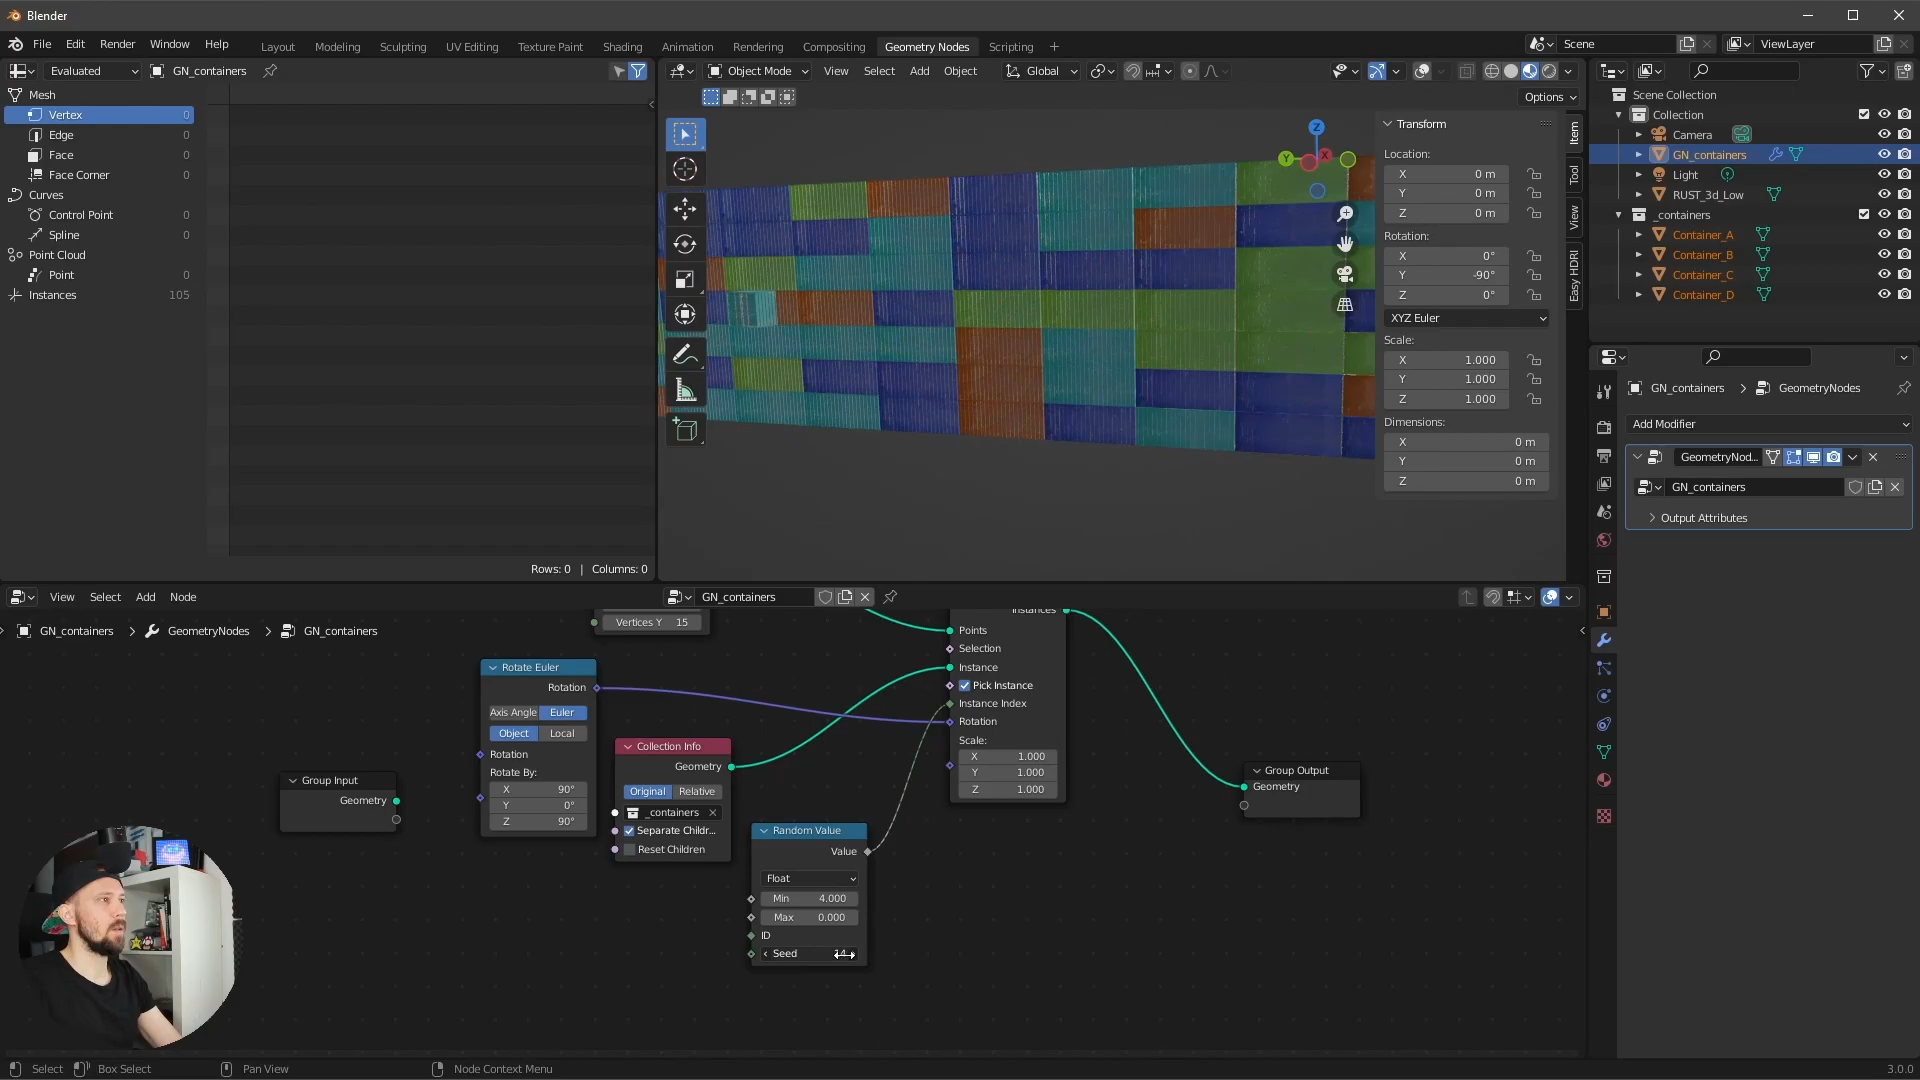 Blender
File Edit Render Window Help
Layout Modeling Sculpting UV Editing Texture Paint Shading Animation Rendering Compositing Geometry Nodes Scripting +
Scene ViewLayer
Evaluated GN_containers
Mesh
Vertex 0
Edge 0
Face 0
Face Corner 0
Curves
Control Point 0
Spline 0
Point Cloud
Point 0
Instances 105
Rows: 0 | Columns: 0
Object Mode View Select Add Object Global
Options
Z
Y
X
Transform
Location:
X 0 m
Y 0 m
Z 0 m
Rotation:
X 0°
Y -90°
Z 0°
XYZ Euler
Scale:
X 1.000
Y 1.000
Z 1.000
Dimensions:
X 0 m
Y 0 m
Z 0 m
Item
Tool
View
Easy HDRI
Scene Collection
Collection
Camera
GN_containers
Light
RUST_3d_Low
_containers
Container_A
Container_B
Container_C
Container_D
GN_containers > GeometryNodes
Add Modifier
GeometryNod...
GN_containers
Output Attributes
View Select Add Node
GN_containers
GN_containers > GeometryNodes > GN_containers
Vertices Y 15
Rotate Euler
Rotation
Axis Angle Euler
Object Local
Rotation
Rotate By:
X 90°
Y 0°
Z 90°
Group Input
Geometry
Collection Info
Geometry
Original Relative
_containers
Separate Childr...
Reset Children
Random Value
Value
Float
Min 4.000
Max 0.000
ID
Seed
Instances
Points
Selection
Instance
Pick Instance
Instance Index
Rotation
Scale:
X 1.000
Y 1.000
Z 1.000
Group Output
Geometry
Select Box Select Pan View Node Context Menu 3.0.0